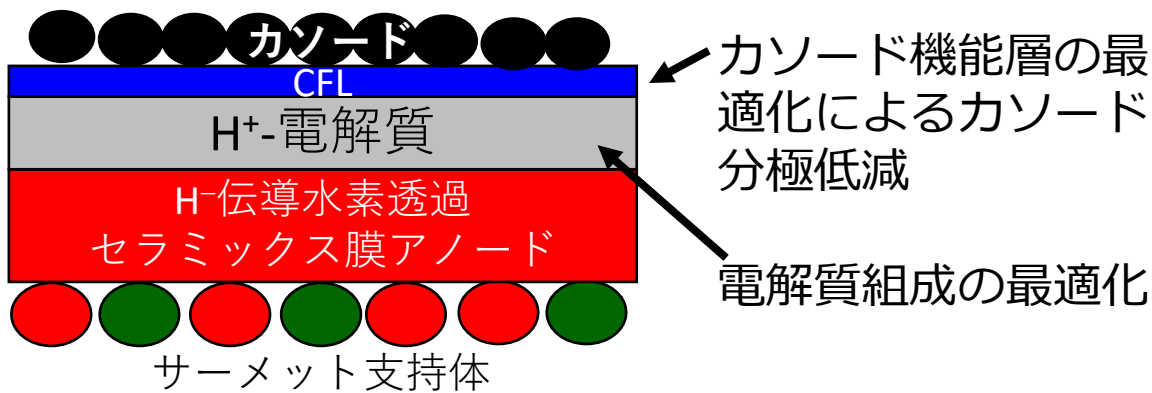 カソード
CFL
H⁺-電解質
H⁻伝導水素透過
セラミックス膜アノード
サーメット支持体
カソード機能層の最
適化によるカソード
分極低減
電解質組成の最適化